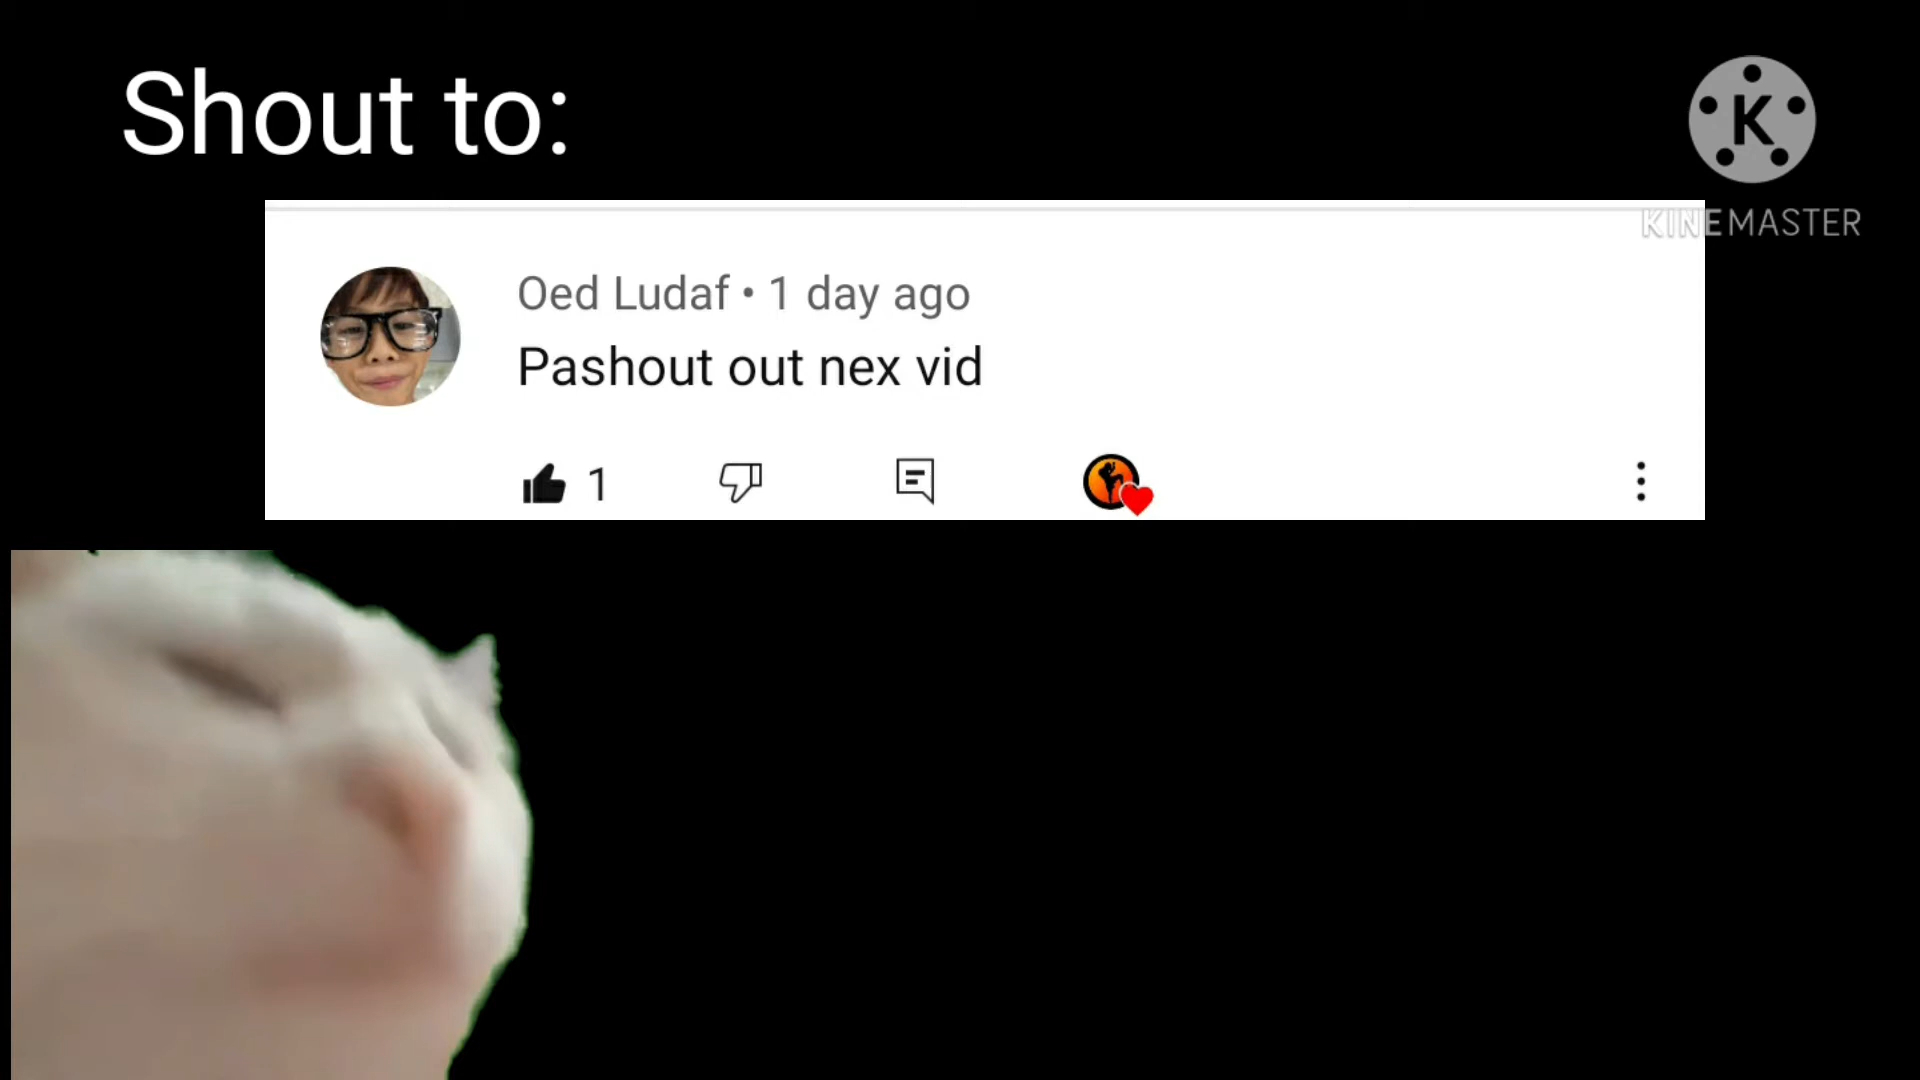 Shout to:
K
KINEMASTER
Oed Ludaf • 1 day ago
Pashout out nex vid
1